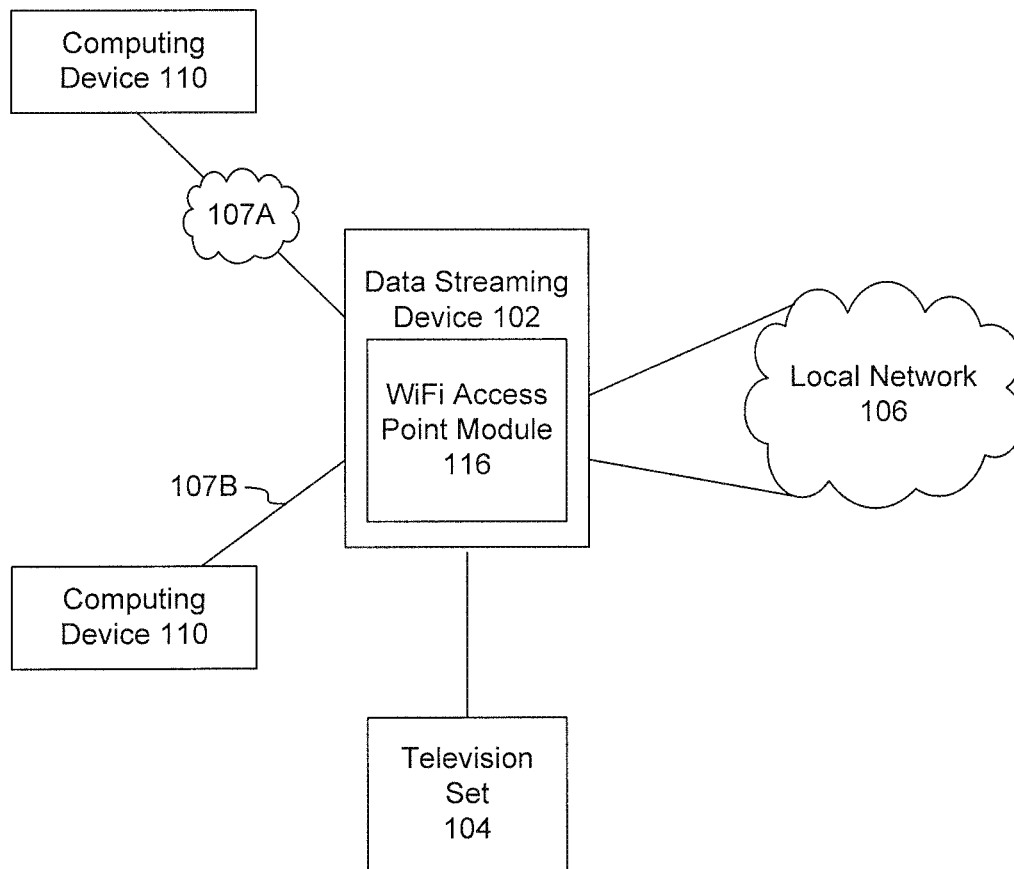 Computing
Device 110
107A
Data Streaming
Device 102
WiFi Access
Point Module
116
Local Network
106
107B
Computing
Device 110
Television
Set
104